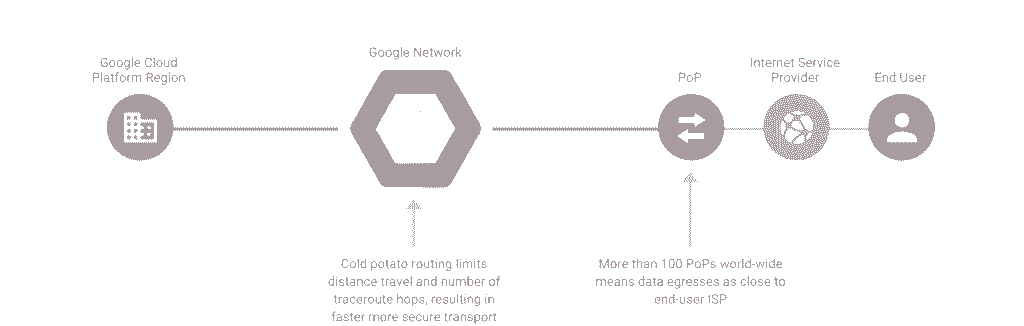 Google Cloud
Platform Region
Google Network
PoP
Internet Service
Provider
End User
Cold potato routing limits
distance travel and number of
traceroute hops, resulting in
faster more secure transport
More than 100 PoPs world-wide
means data egresses as close to
end-user ISP